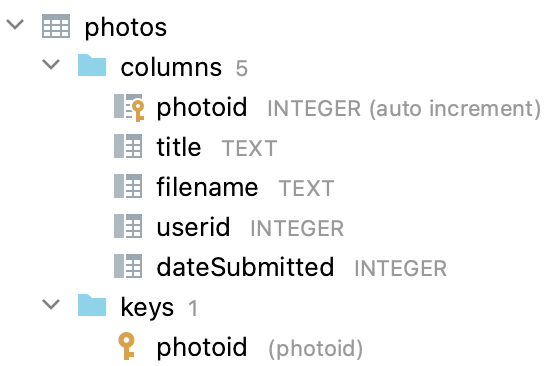 photos
columns 5
photoid INTEGER (auto increment)
title TEXT
filename TEXT
userid INTEGER
dateSubmitted INTEGER
keys 1
photoid (photoid)